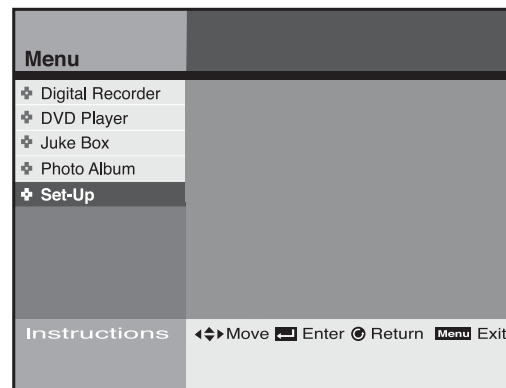 Menu
Digital Recorder
DVD Player
Juke Box
Photo Album
Set-Up
Instructions Move Enter Return Menu Exit